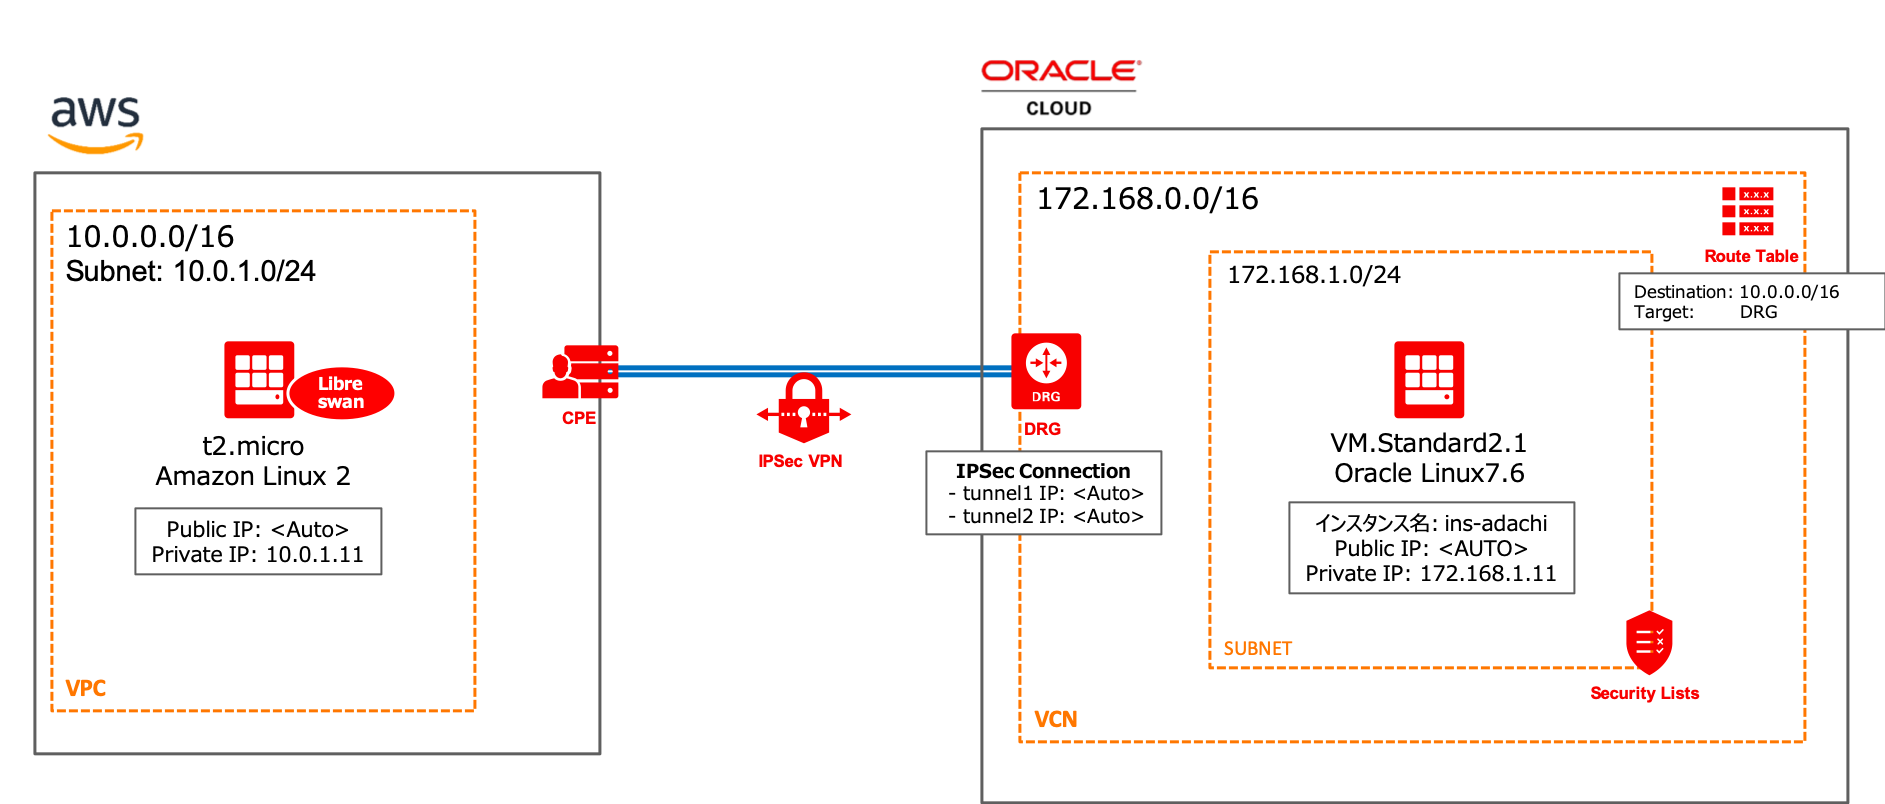 aws
10.0.0.0/16
Subnet: 10.0.1.0/24
Libre
swan
t2.micro
Amazon Linux 2
Public IP: <Auto>
Private IP: 10.0.1.11
VPC
CPE
IPSec VPN
ORACLE®
CLOUD
172.168.0.0/16
x.x.x
x.x.x
x.x.x
Route Table
Destination: 10.0.0.0/16
Target: DRG
172.168.1.0/24
DRG
DRG
IPSec Connection
- tunnel1 IP: <Auto>
- tunnel2 IP: <Auto>
VM.Standard2.1
Oracle Linux7.6
インスタンス名: ins-adachi
Public IP: <AUTO>
Private IP: 172.168.1.11
SUBNET
Security Lists
VCN